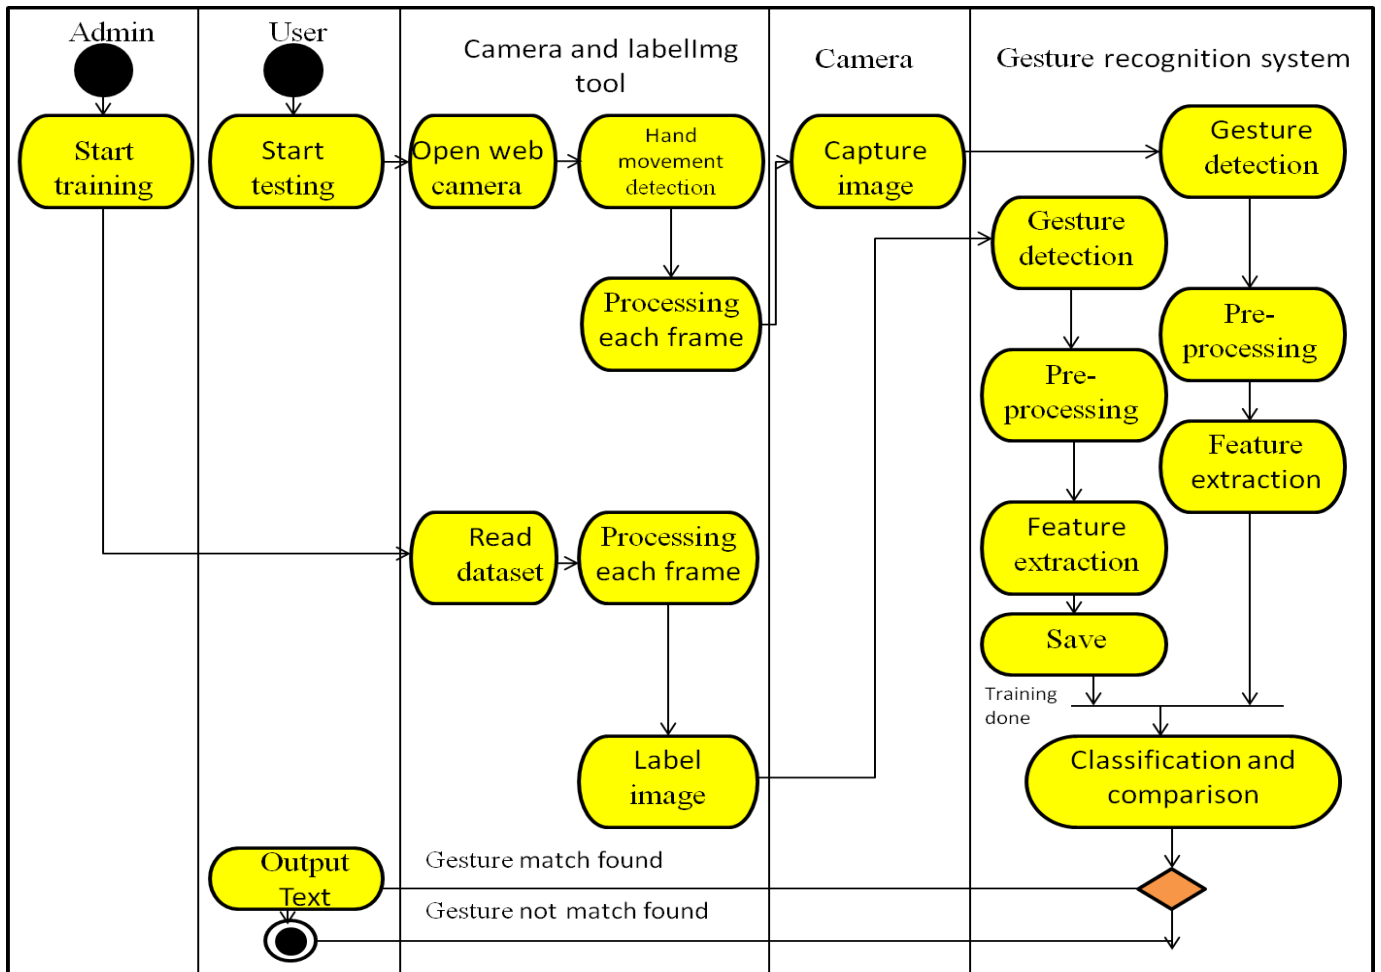 Admin
User
Camera and labelImg
tool
Camera
Gesture recognition system
Start
training
Start
testing
Open web
camera
Hand
movement
detection
Capture
image
Gesture
detection
Gesture
detection
Processing
each frame
Pre-
processing
Pre-
processing
Feature
extraction
Read
dataset
Processing
each frame
Feature
extraction
Save
Training
done
Label
image
Classification and
comparison
Output
Text
Gesture match found
Gesture not match found